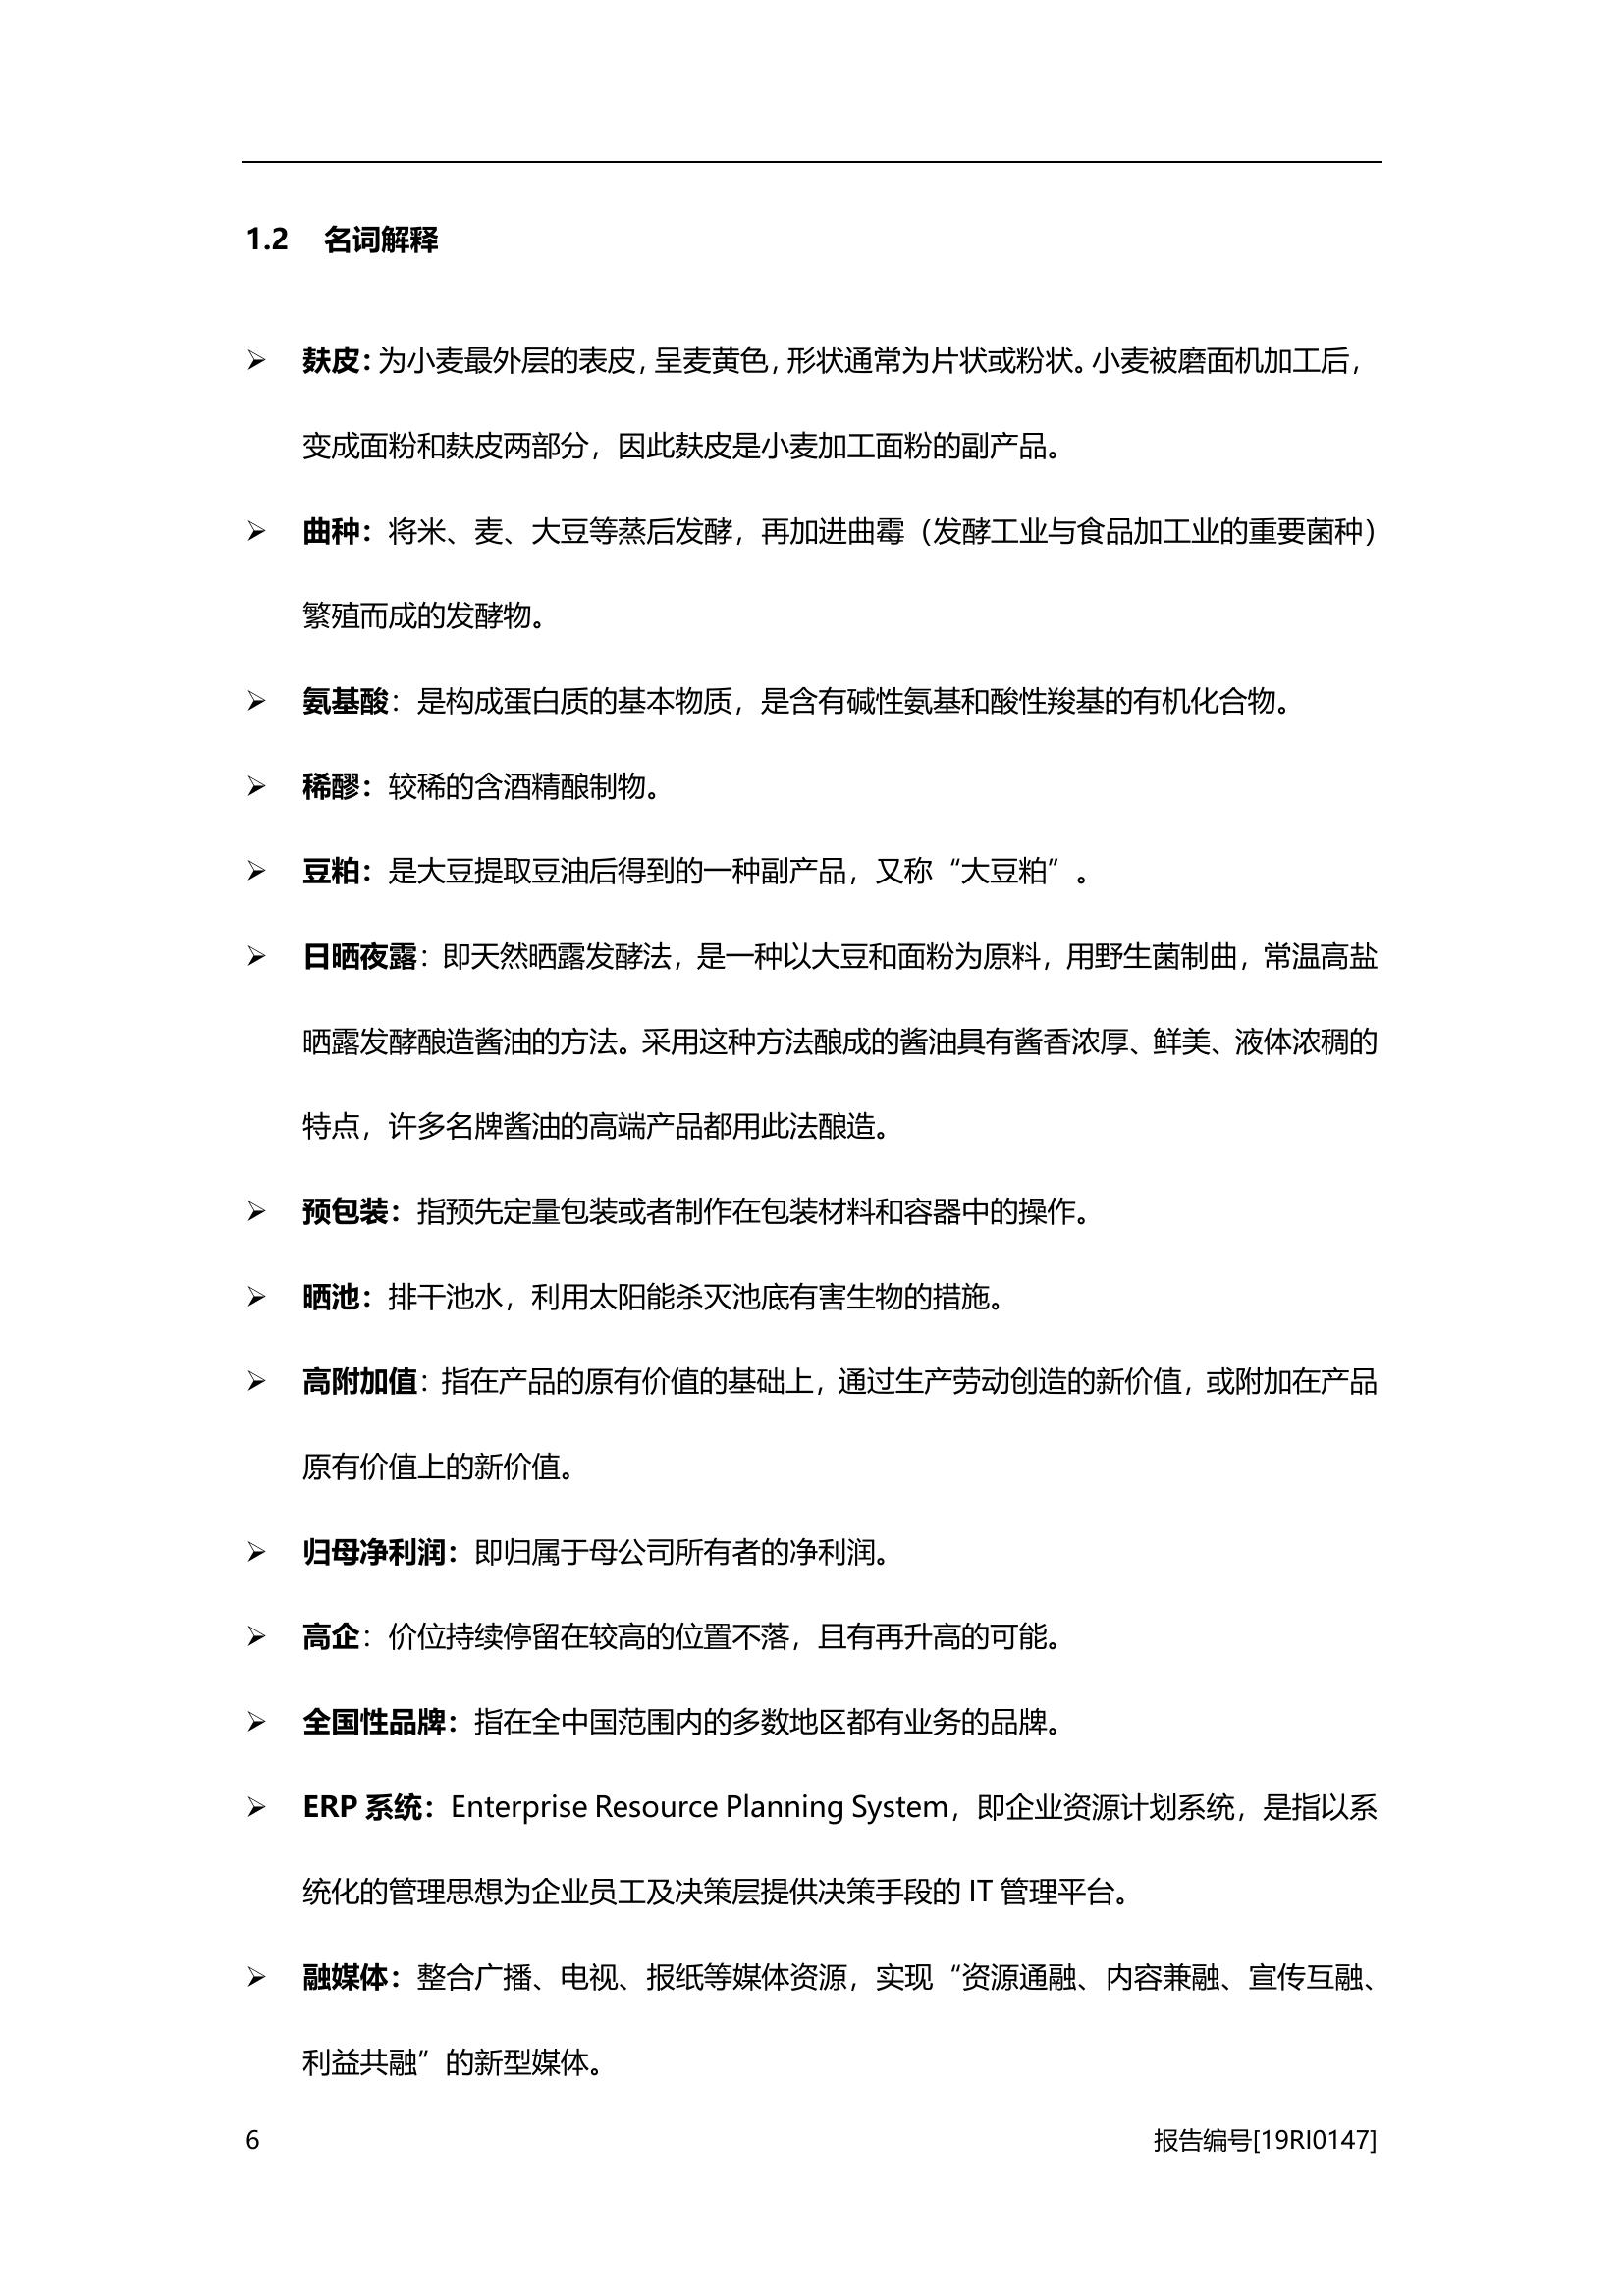 1.2 名词解释
➢ 麸皮：为小麦最外层的表皮，呈麦黄色，形状通常为片状或粉状。小麦被磨面机加工后，
变成面粉和麸皮两部分，因此麸皮是小麦加工面粉的副产品。
➢ 曲种：将米、麦、大豆等蒸后发酵，再加进曲霉（发酵工业与食品加工业的重要菌种）
繁殖而成的发酵物。
➢ 氨基酸：是构成蛋白质的基本物质，是含有碱性氨基和酸性羧基的有机化合物。
➢ 稀醪：较稀的含酒精酿制物。
➢ 豆粕：是大豆提取豆油后得到的一种副产品，又称“大豆粕”。
➢ 日晒夜露：即天然晒露发酵法，是一种以大豆和面粉为原料，用野生菌制曲，常温高盐
晒露发酵酿造酱油的方法。采用这种方法酿成的酱油具有酱香浓厚、鲜美、液体浓稠的
特点，许多名牌酱油的高端产品都用此法酿造。
➢ 预包装：指预先定量包装或者制作在包装材料和容器中的操作。
➢ 晒池：排干池水，利用太阳能杀灭池底有害生物的措施。
➢ 高附加值：指在产品的原有价值的基础上，通过生产劳动创造的新价值，或附加在产品
原有价值上的新价值。
➢ 归母净利润：即归属于母公司所有者的净利润。
➢ 高企：价位持续停留在较高的位置不落，且有再升高的可能。
➢ 全国性品牌：指在全中国范围内的多数地区都有业务的品牌。
➢ ERP 系统：Enterprise Resource Planning System，即企业资源计划系统，是指以系
统化的管理思想为企业员工及决策层提供决策手段的 IT 管理平台。
➢ 融媒体：整合广播、电视、报纸等媒体资源，实现“资源通融、内容兼融、宣传互融、
利益共融”的新型媒体。
6 报告编号[19RI0147]